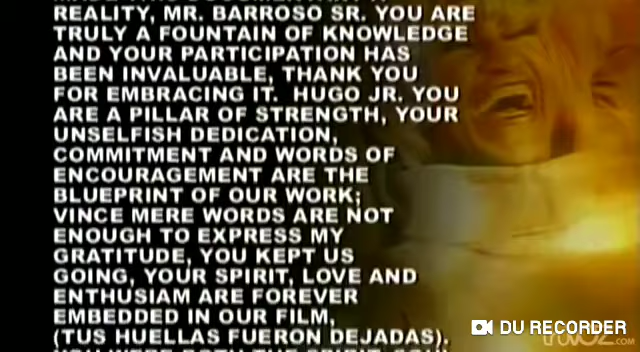 REALITY, MR. BARROSO SR. YOU ARE
TRULY A FOUNTAIN OF KNOWLEDGE
AND YOUR PARTICIPATION HAS
BEEN INVALUABLE, THANK YOU
FOR EMBRACING IT. HUGO JR. YOU
ARE A PILLAR OF STRENGTH, YOUR
UNSELFISH DEDICATION,
COMMITMENT AND WORDS OF
ENCOURAGEMENT ARE THE
BLUEPRINT OF OUR WORK;
VINCE MERE WORDS ARE NOT
ENOUGH TO EXPRESS MY
GRATITUDE, YOU KEPT US
GOING, YOUR SPIRIT, LOVE AND
ENTHUSIAM ARE FOREVER
EMBEDDED IN OUR FILM,
(TUS HUELLAS FUERON DEJADAS).
DU RECORDER